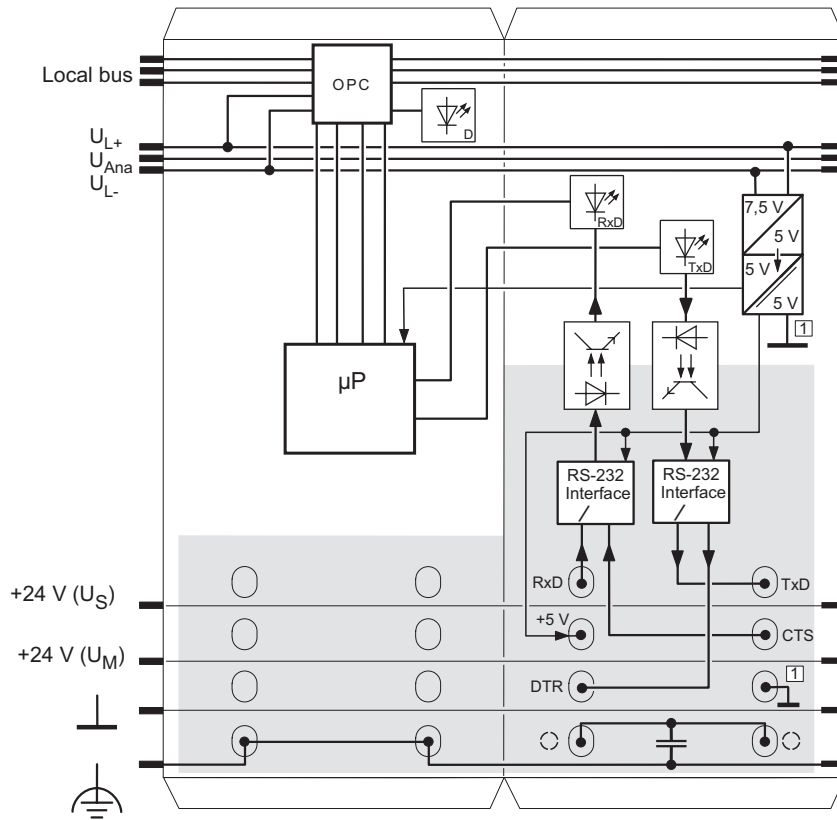 Local bus
OPC
D
U_L+
U_Ana
U_L-
RxD
TxD
7,5 V
5 V
5 V
5 V
1
µP
RS-232
Interface
RS-232
Interface
RxD
TxD
+24 V (U_S)
+5 V
CTS
+24 V (U_M)
DTR
1